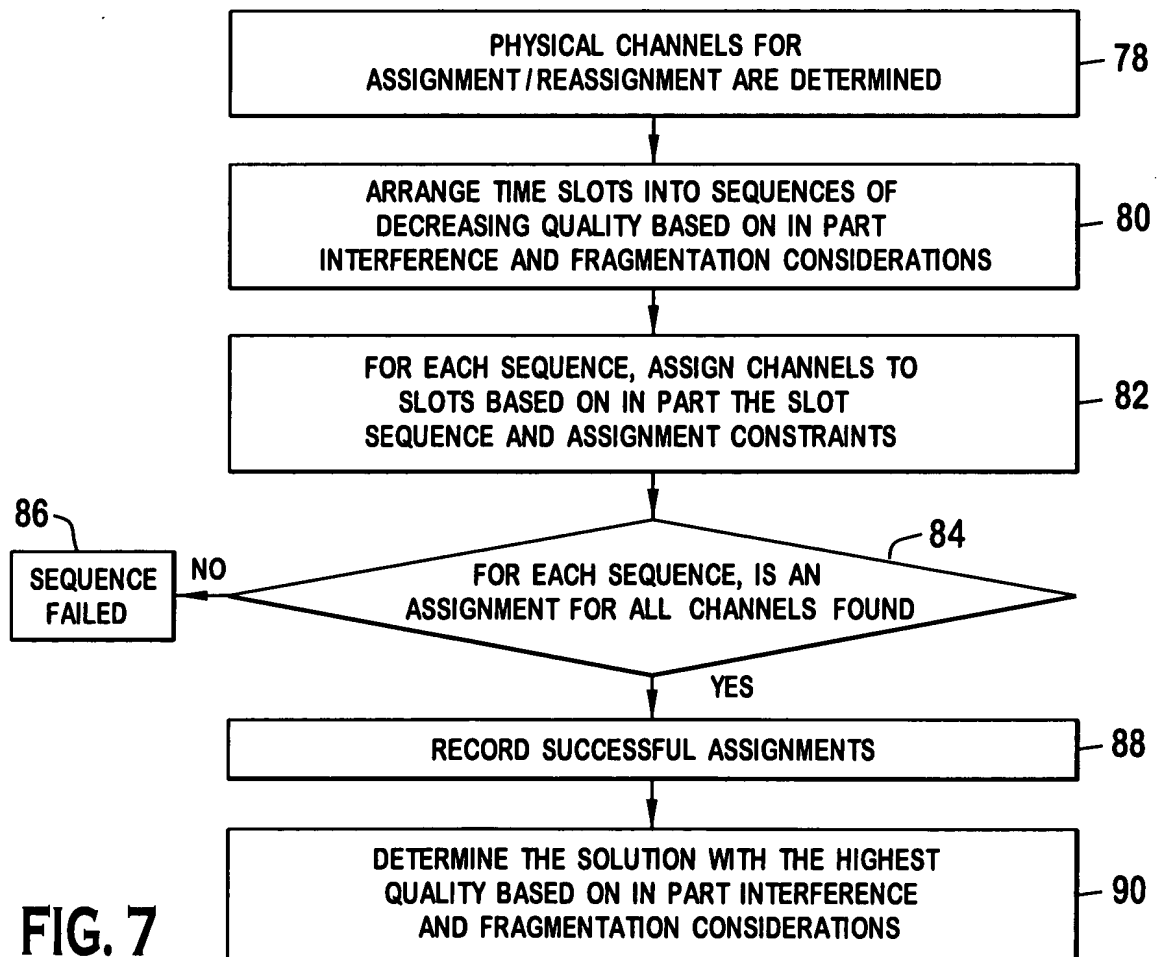 PHYSICAL CHANNELS FOR
ASSIGNMENT/REASSIGNMENT ARE DETERMINED
78
ARRANGE TIME SLOTS INTO SEQUENCES OF
DECREASING QUALITY BASED ON IN PART
INTERFERENCE AND FRAGMENTATION CONSIDERATIONS
80
FOR EACH SEQUENCE, ASSIGN CHANNELS TO
SLOTS BASED ON IN PART THE SLOT
SEQUENCE AND ASSIGNMENT CONSTRAINTS
82
86
SEQUENCE
FAILED
NO
84
FOR EACH SEQUENCE, IS AN
ASSIGNMENT FOR ALL CHANNELS FOUND
YES
RECORD SUCCESSFUL ASSIGNMENTS
88
DETERMINE THE SOLUTION WITH THE HIGHEST
QUALITY BASED ON IN PART INTERFERENCE
AND FRAGMENTATION CONSIDERATIONS
90
FIG. 7